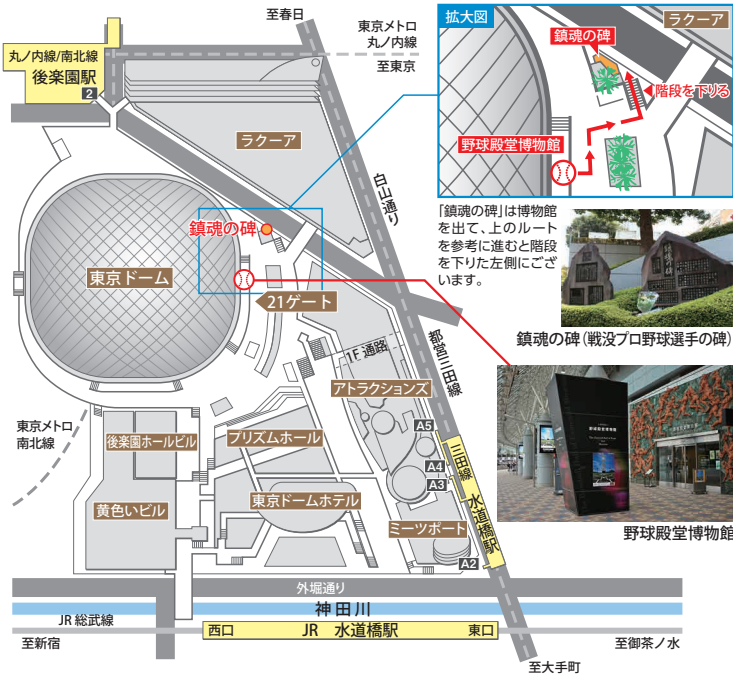 至春日
東京メトロ
丸ノ内線
至東京
丸ノ内線/南北線
後楽園駅
2
ラクーア
白山通り
鎮魂の碑
東京ドーム
21ゲート
都営三田線
1F 通路
アトラクションズ
東京メトロ
南北線
後楽園ホールビル
プリズムホール
A5
A4
A3
三田線
水道橋駅
黄色いビル
東京ドームホテル
ミーツポート
A2
外堀通り
神田川
JR 総武線
至新宿
西口
JR 水道橋駅
東口
至御茶ノ水
至大手町
拡大図
ラクーア
鎮魂の碑
階段を下りる
野球殿堂博物館
「鎮魂の碑」は博物館
を出て、上のルート
を参考に進むと階段
を下りた左側にござ
います。
鎮魂の碑(戦没プロ野球選手の碑)
野球殿堂博物館
野球殿堂博物館